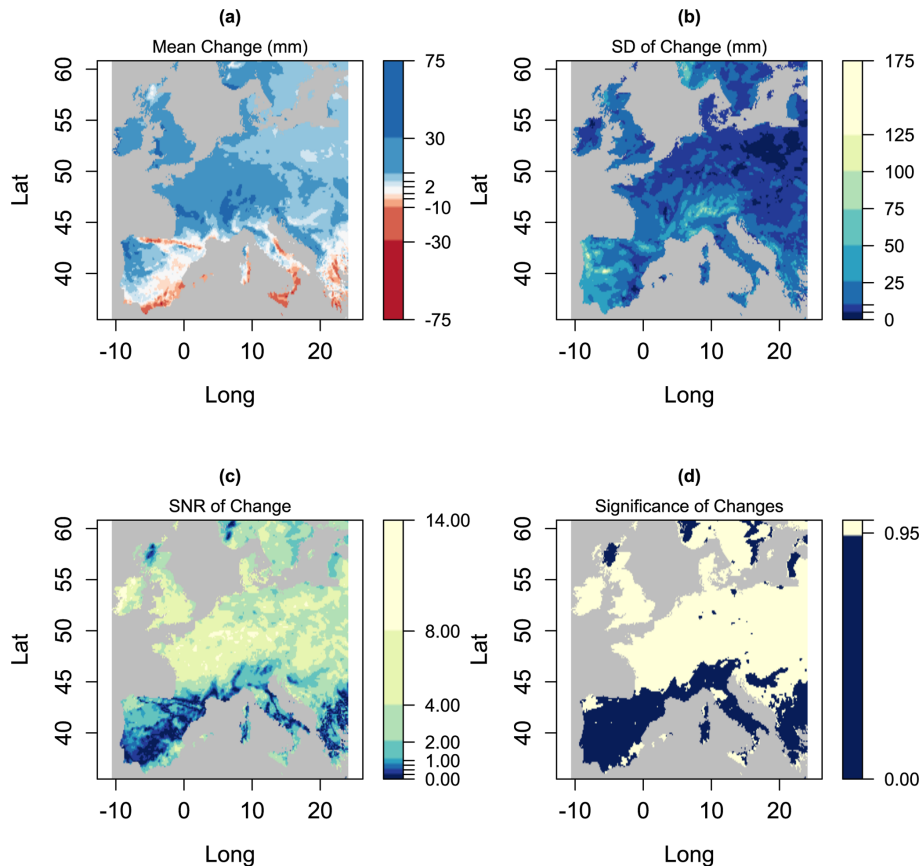 (a)
Mean Change (mm)
60
55
50
45
40
Lat
-10 0 10 20
Long
75
30
2
-10
-30
-75
(b)
SD of Change (mm)
60
55
50
45
40
Lat
-10 0 10 20
Long
175
125
100
75
50
25
0
(c)
SNR of Change
60
55
50
45
40
Lat
-10 0 10 20
Long
14.00
8.00
4.00
2.00
1.00
0.00
(d)
Significance of Changes
60
55
50
45
40
Lat
-10 0 10 20
Long
0.95
0.00